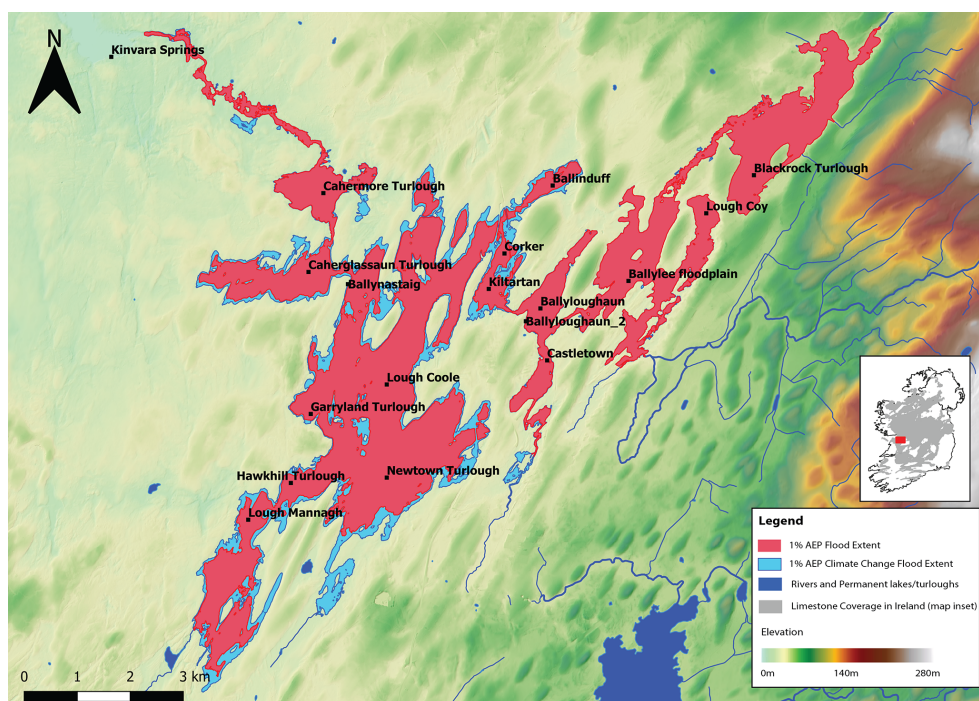 N
Kinvara Springs
Blackrock Turlough
Ballinduff
Cahermore Turlough
Lough Coy
Corker
Caherglassaun Turlough
Ballylee floodplain
Ballynastaig
Kiltartan
Ballyloughaun
Ballyloughaun_2
Castletown
Lough Coole
Garryland Turlough
Newtown Turlough
Hawkhill Turlough
Lough Mannagh
0 1 2 3 km
Legend
1% AEP Flood Extent
1% AEP Climate Change Flood Extent
Rivers and Permanent lakes/turloughs
Limestone Coverage in Ireland (map inset)
Elevation
0m 140m 280m